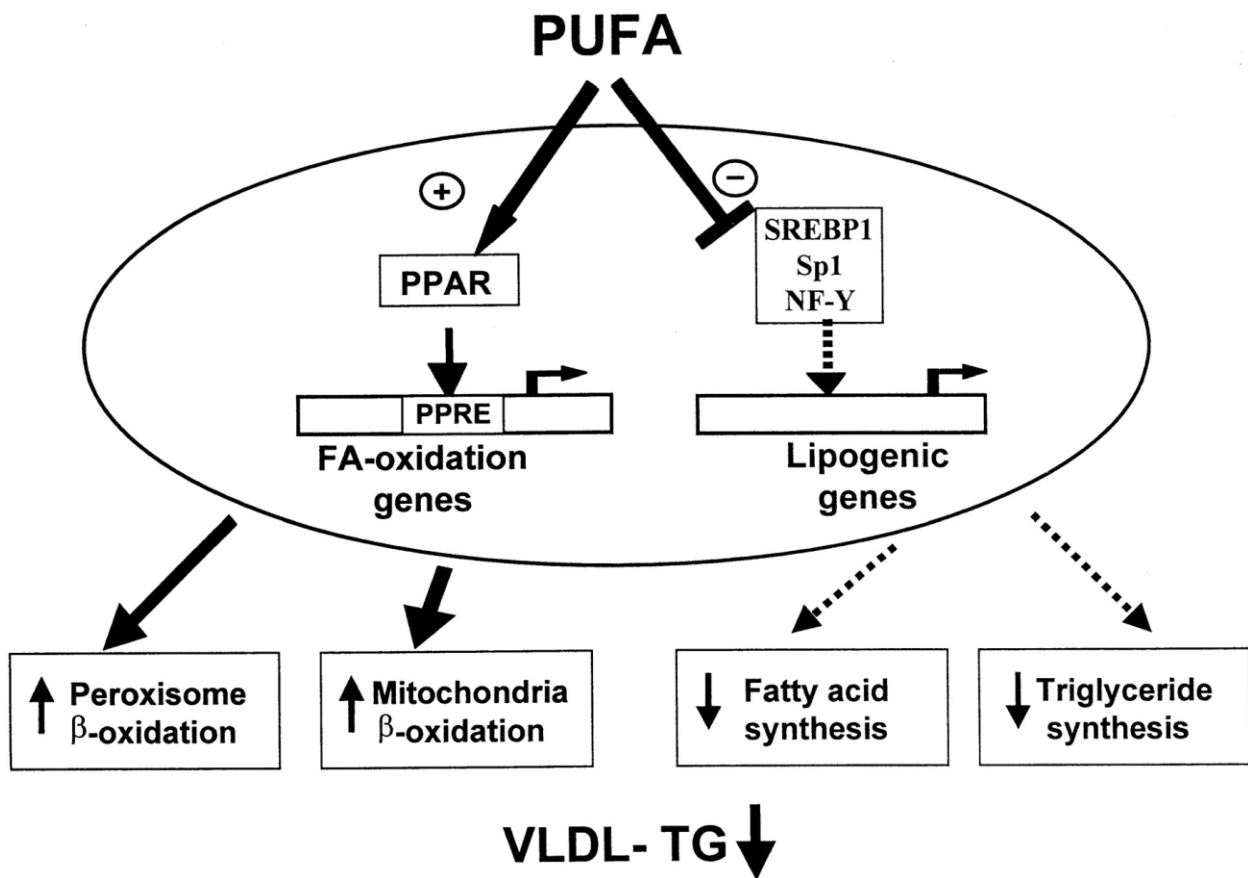 PUFA
+
−
PPAR
SREBP1
Sp1
NF-Y
PPRE
FA-oxidation
genes
Lipogenic
genes
Peroxisome
β-oxidation
Mitochondria
β-oxidation
Fatty acid
synthesis
Triglyceride
synthesis
VLDL- TG